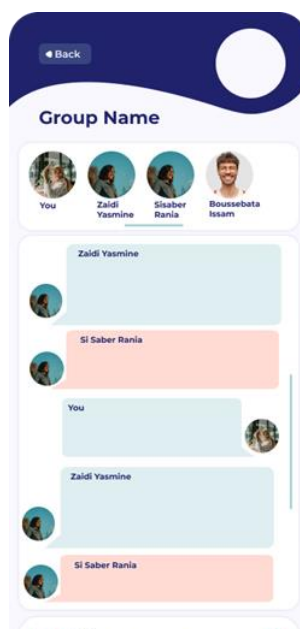 Back
Group Name
You
Zaidi
Yasmine
Sisaber
Rania
Boussebata
Issam
Zaidi Yasmine
Si Saber Rania
You
Zaidi Yasmine
Si Saber Rania